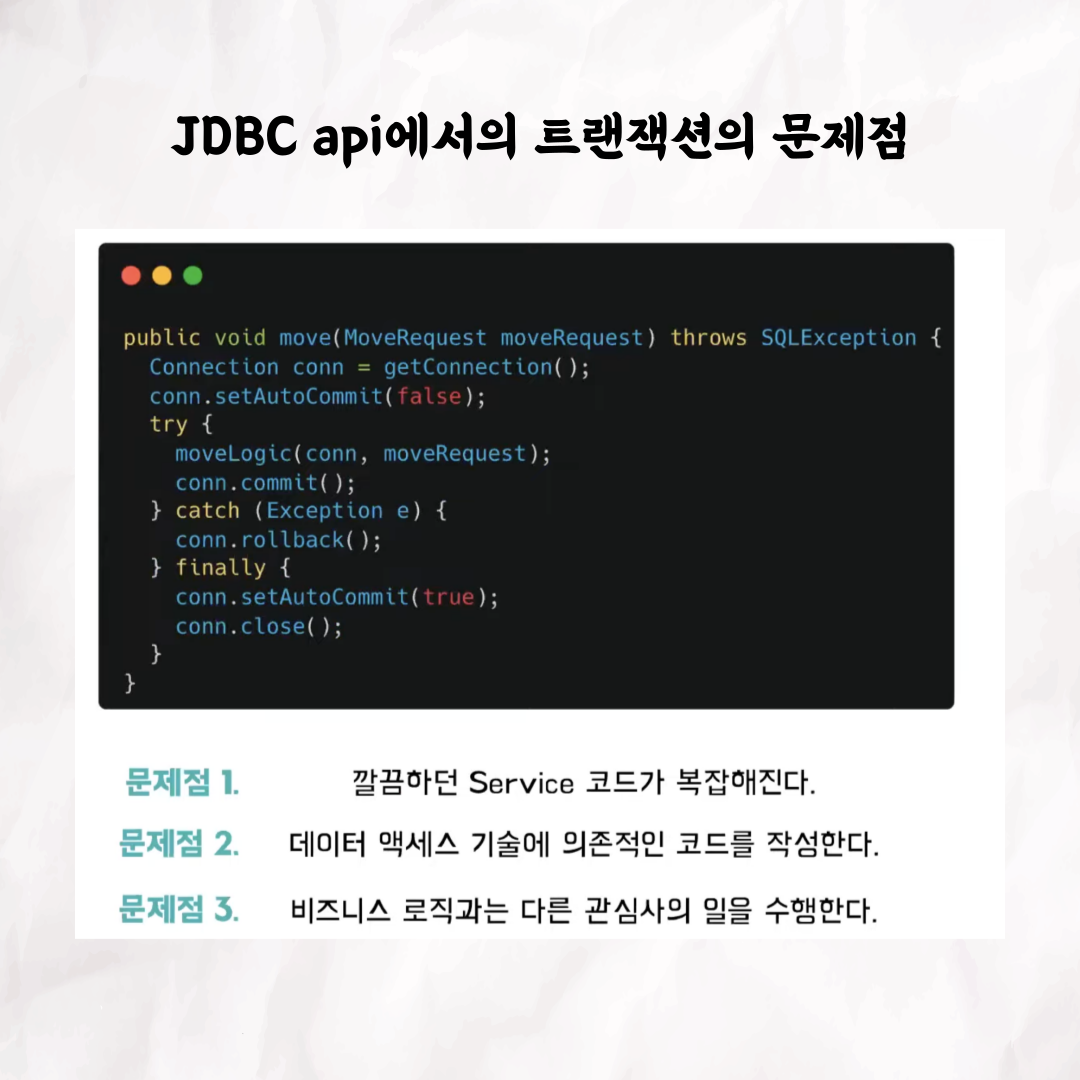 JDBC api에서의 트랜잭션의 문제점
public void move(MoveRequest moveRequest) throws SQLException {
  Connection conn = getConnection();
  conn.setAutoCommit(false);
  try {
    moveLogic(conn, moveRequest);
    conn.commit();
  } catch (Exception e) {
    conn.rollback();
  } finally {
    conn.setAutoCommit(true);
    conn.close();
  }
}
문제점 1. 깔끔하던 Service 코드가 복잡해진다.
문제점 2. 데이터 액세스 기술에 의존적인 코드를 작성한다.
문제점 3. 비즈니스 로직과는 다른 관심사의 일을 수행한다.